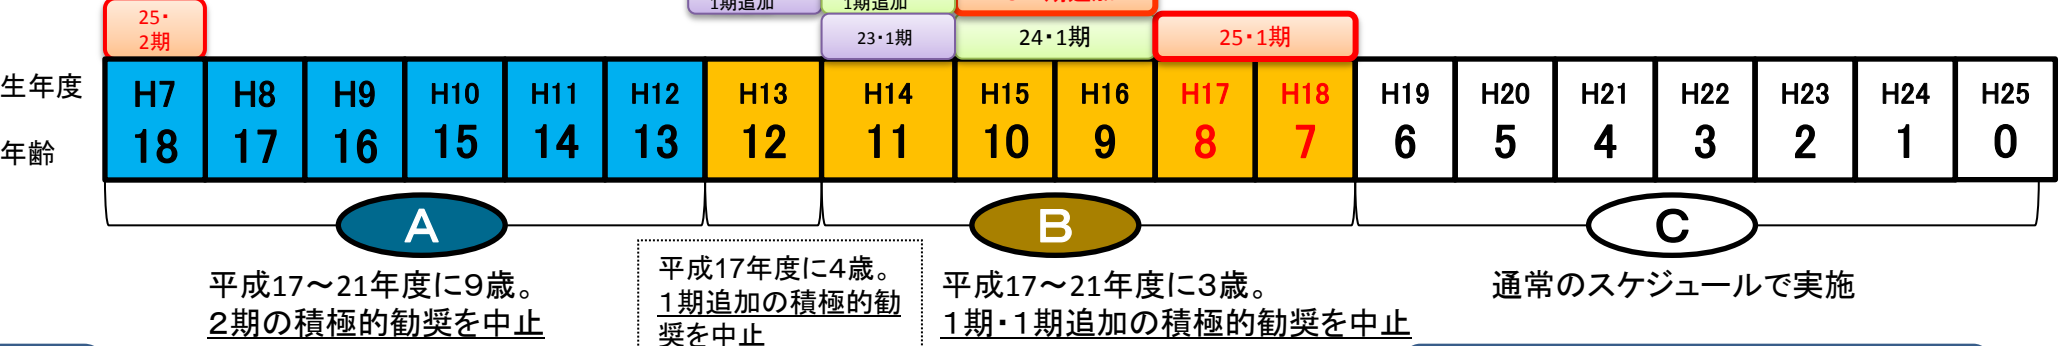 1期追加
1期追加
25・
2期
23・1期
24・1期
25・1期
生年度
H7 H8 H9 H10 H11 H12 H13 H14 H15 H16 H17 H18 H19 H20 H21 H22 H23 H24 H25
年齢
18 17 16 15 14 13 12 11 10 9 8 7 6 5 4 3 2 1 0
A
平成17～21年度に9歳。
2期の積極的勧奨を中止
平成17年度に4歳。
1期追加の積極的勧
奨を中止
B
平成17～21年度に3歳。
1期・1期追加の積極的勧奨を中止
C
通常のスケジュールで実施